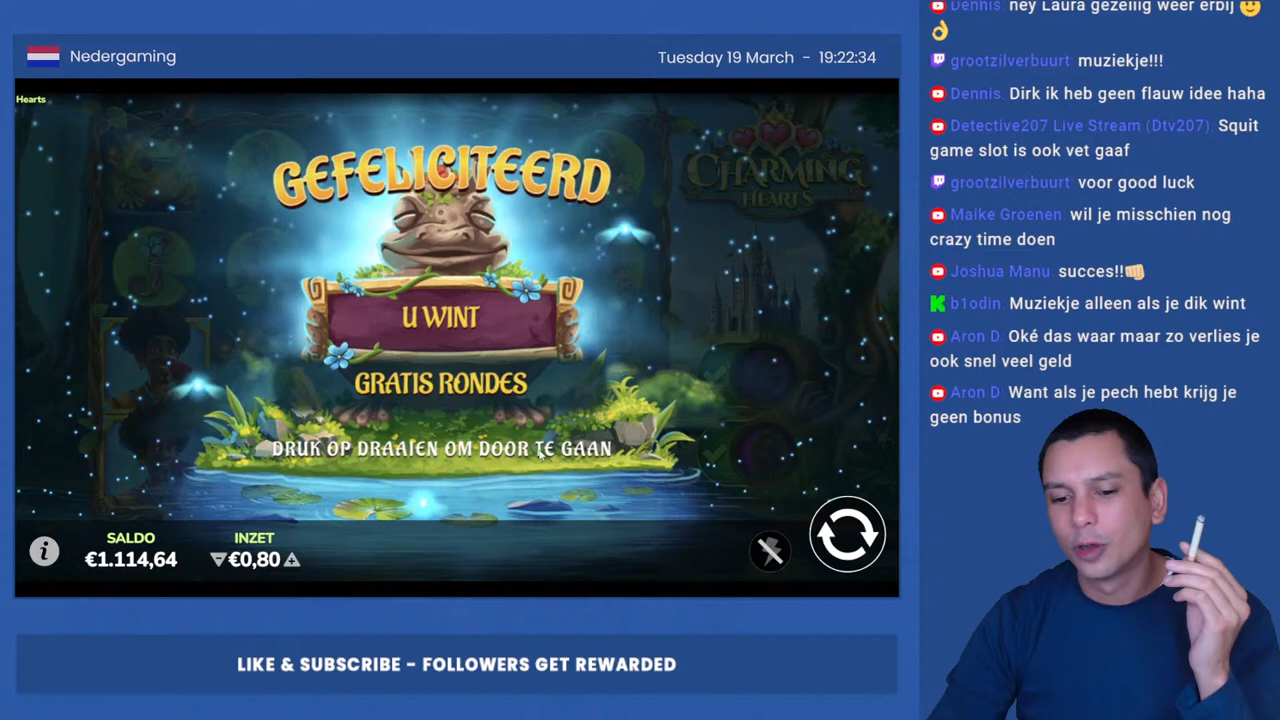 Nedergaming
Tuesday 19 March - 19:22:34
Hearts
CHARMING
HEARTS
GEFELICITEERD
U WINT
GRATIS RONDES
DRUK OP DRAAIEN OM DOOR TE GAAN
SALDO
€1.114,64
INZET
€0,80
LIKE & SUBSCRIBE - FOLLOWERS GET REWARDED
Dennis: hey Laura gezellig weer erbij
grootzilverbuurt: muziekje!!!
Dennis: Dirk ik heb geen flauw idee haha
Detective207 Live Stream (Dtv207): Squit
game slot is ook vet gaaf
grootzilverbuurt: voor good luck
Maike Groenen: wil je misschien nog
crazy time doen
Joshua Manu: succes!!
b1odin: Muziekje alleen als je dik wint
Aron D: Oké das waar maar zo verlies je
ook snel veel geld
Aron D: Want als je pech hebt krijg je
geen bonus